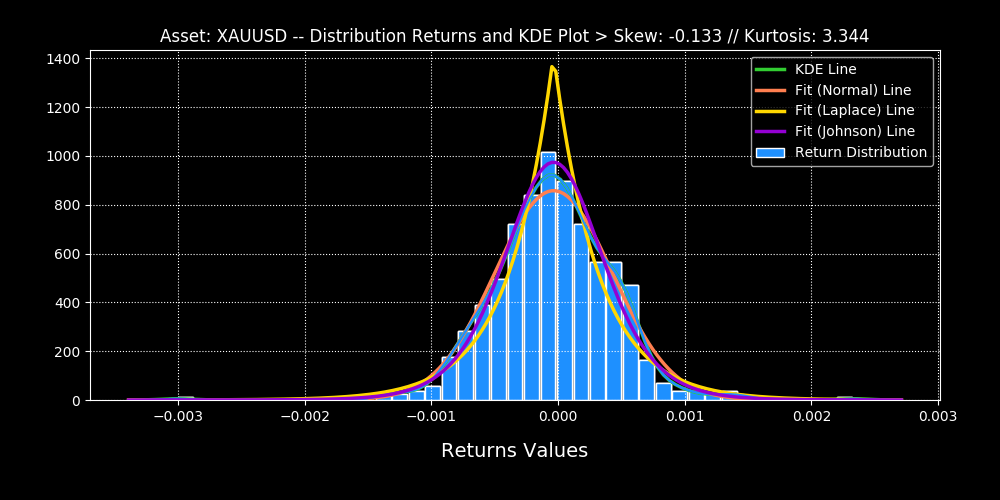 Asset: XAUUSD -- Distribution Returns and KDE Plot > Skew: -0.133 // Kurtosis: 3.344
1400
1200
1000
800
600
400
200
0
KDE Line
Fit (Normal) Line
Fit (Laplace) Line
Fit (Johnson) Line
Return Distribution
−0.003 −0.002 −0.001 0.000 0.001 0.002 0.003
Returns Values